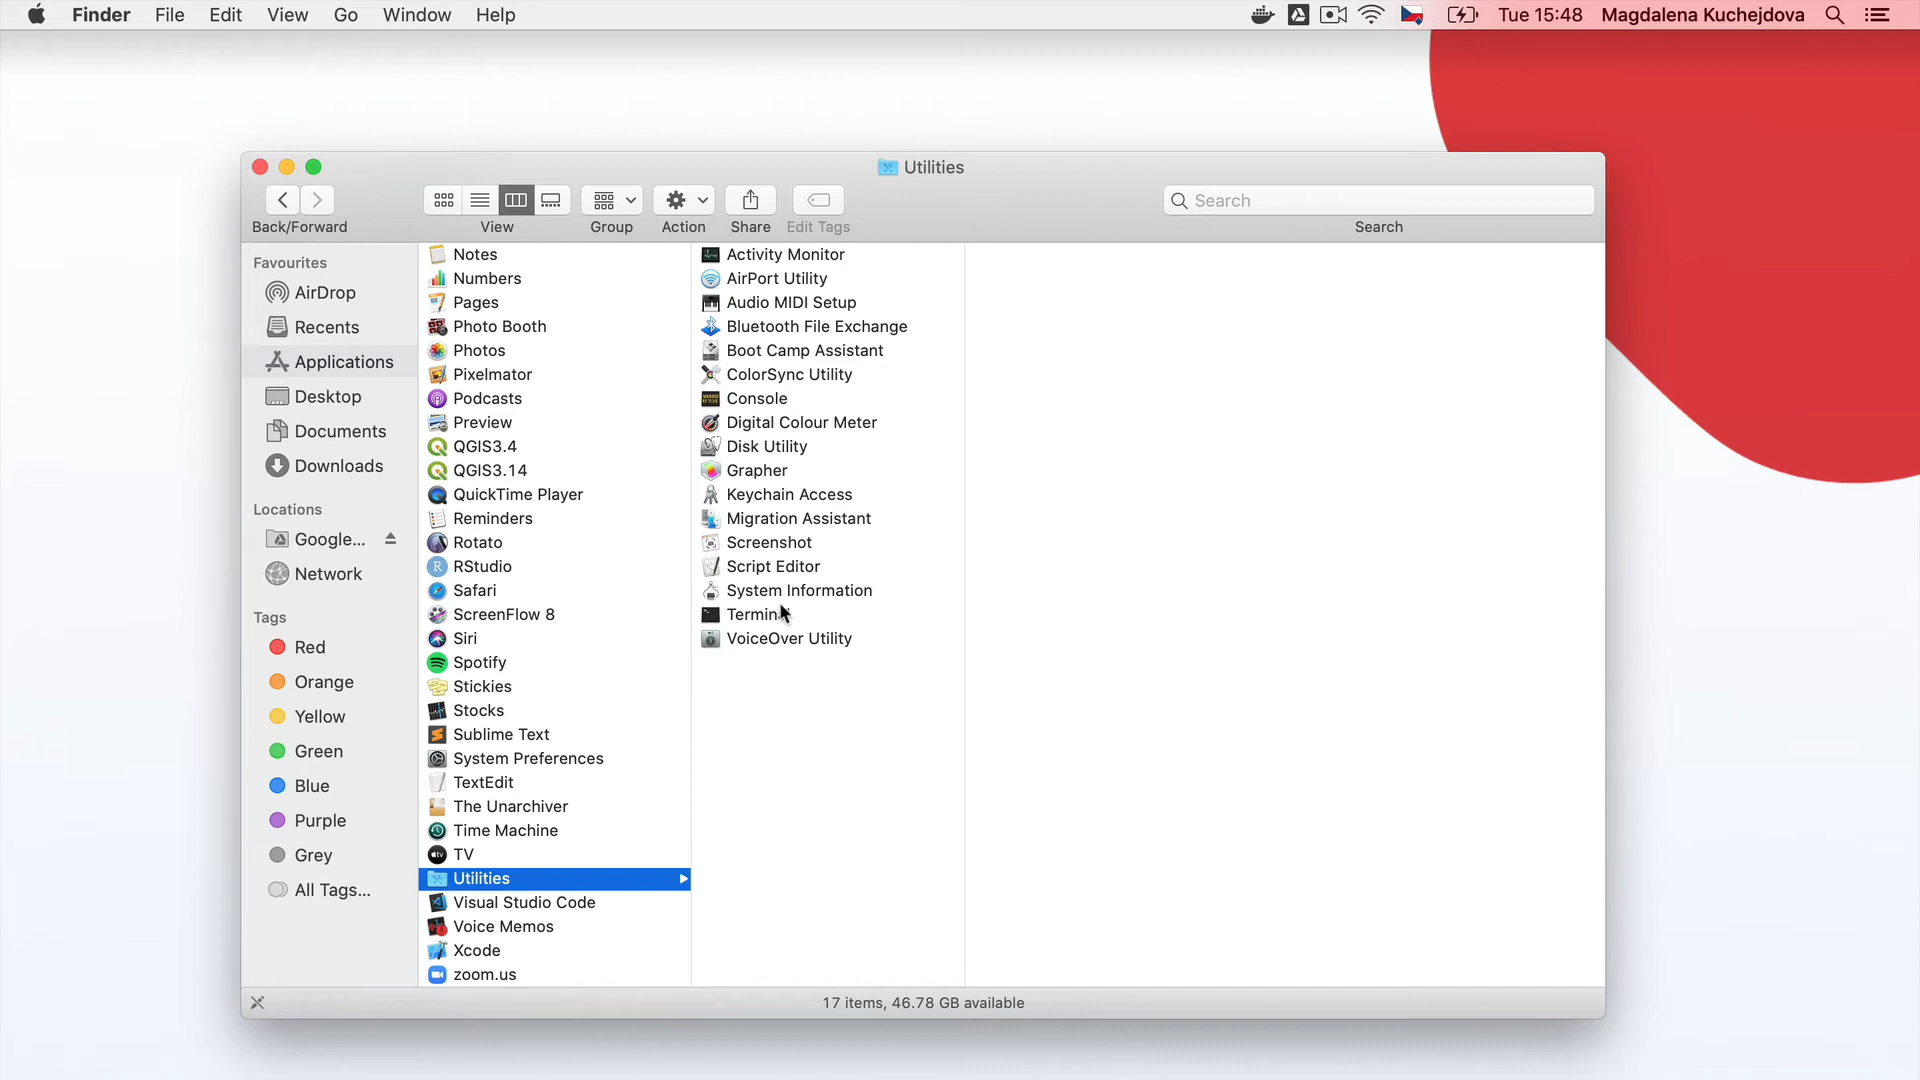 Finder File Edit View Go Window Help
Tue 15:48 Magdalena Kuchejdova
Utilities
Search
Back/Forward View Group Action Share Edit Tags Search
Favourites
AirDrop
Recents
Applications
Desktop
Documents
Downloads
Locations
Google...
Network
Tags
Red
Orange
Yellow
Green
Blue
Purple
Grey
All Tags...
Notes
Numbers
Pages
Photo Booth
Photos
Pixelmator
Podcasts
Preview
QGIS3.4
QGIS3.14
QuickTime Player
Reminders
Rotato
RStudio
Safari
ScreenFlow 8
Siri
Spotify
Stickies
Stocks
Sublime Text
System Preferences
TextEdit
The Unarchiver
Time Machine
TV
Utilities
Visual Studio Code
Voice Memos
Xcode
zoom.us
Activity Monitor
AirPort Utility
Audio MIDI Setup
Bluetooth File Exchange
Boot Camp Assistant
ColorSync Utility
Console
Digital Colour Meter
Disk Utility
Grapher
Keychain Access
Migration Assistant
Screenshot
Script Editor
System Information
Terminal
VoiceOver Utility
17 items, 46.78 GB available